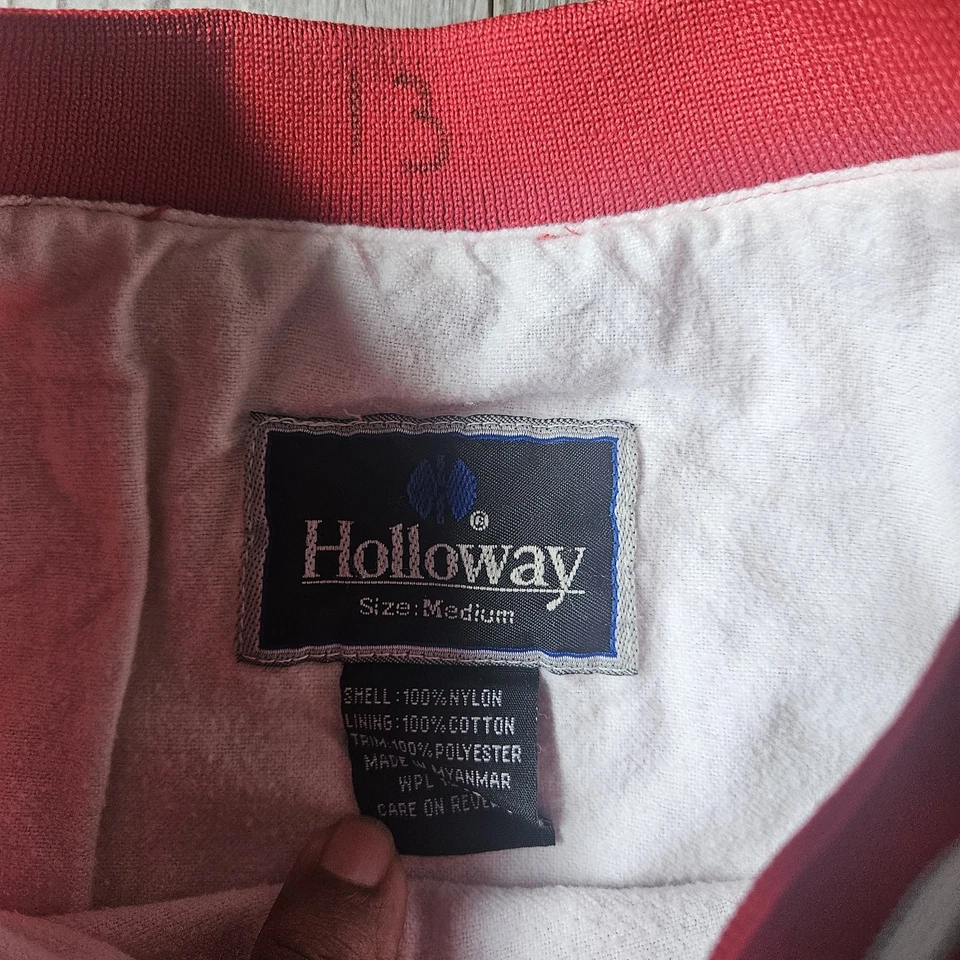 13
Holloway®
Size: Medium
SHELL: 100% NYLON
LINING: 100% COTTON
TRIM: 100% POLYESTER
MADE IN MYANMAR
WPL
CARE ON